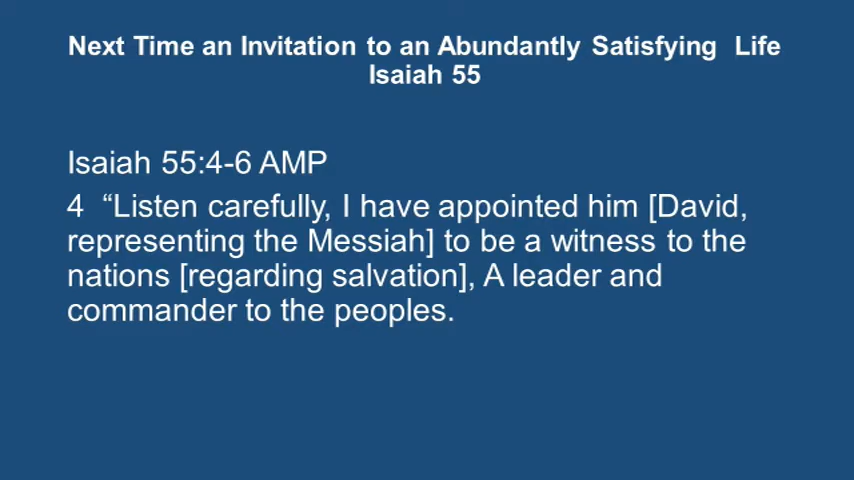 Next Time an Invitation to an Abundantly Satisfying Life
Isaiah 55
Isaiah 55:4-6 AMP
4 “Listen carefully, I have appointed him [David,
representing the Messiah] to be a witness to the
nations [regarding salvation], A leader and
commander to the peoples.